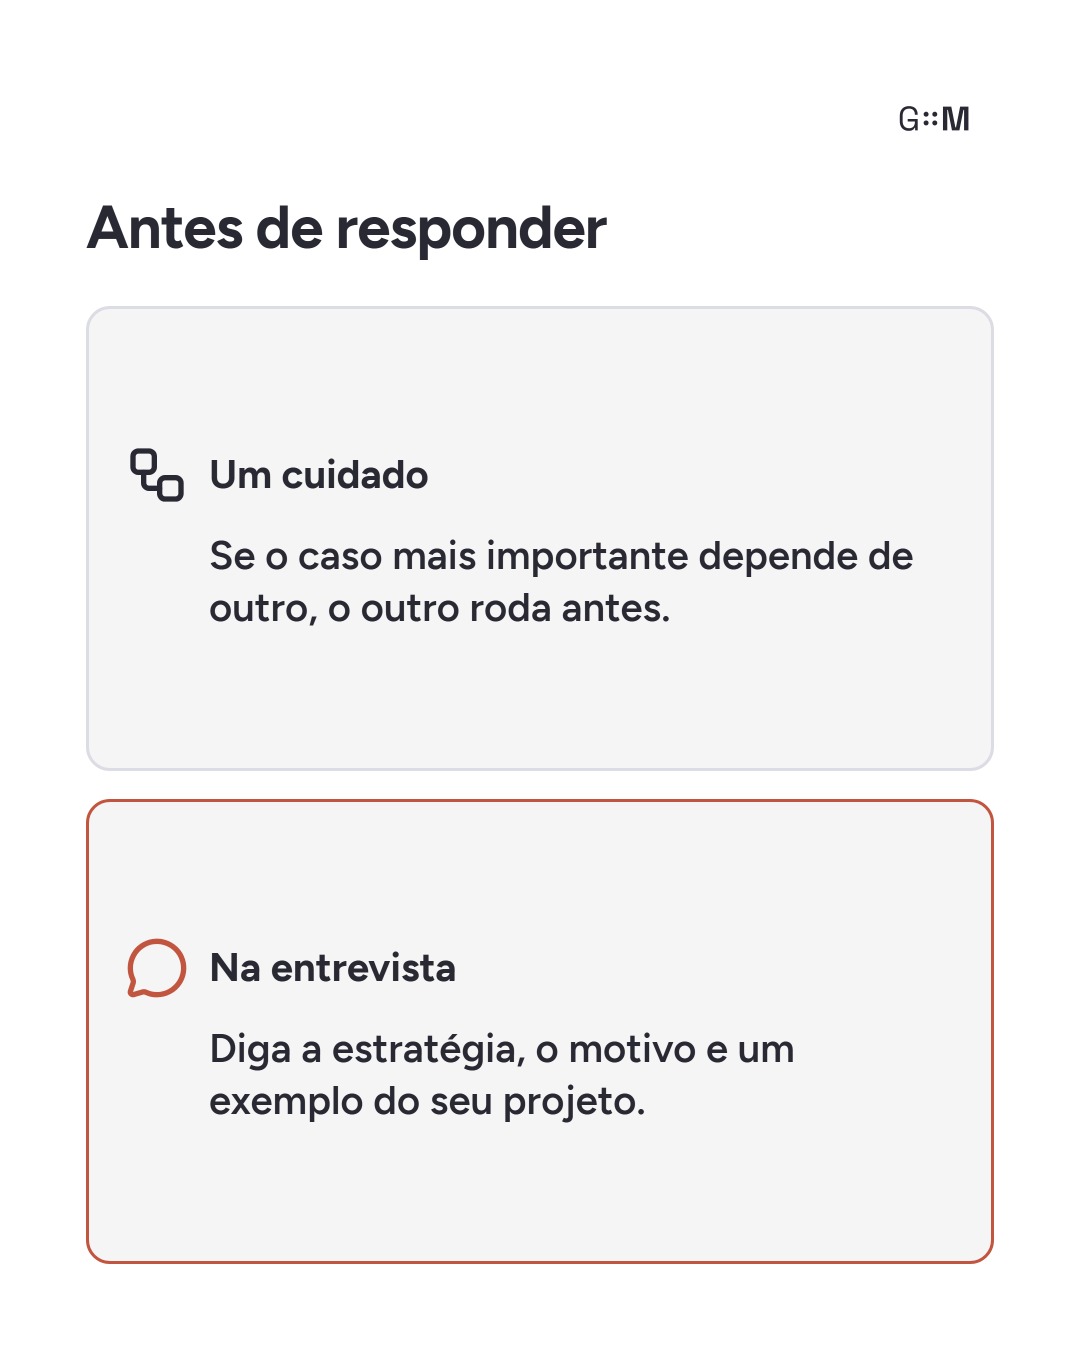 G::M
Antes de responder
Um cuidado
Se o caso mais importante depende de
outro, o outro roda antes.
Na entrevista
Diga a estratégia, o motivo e um
exemplo do seu projeto.